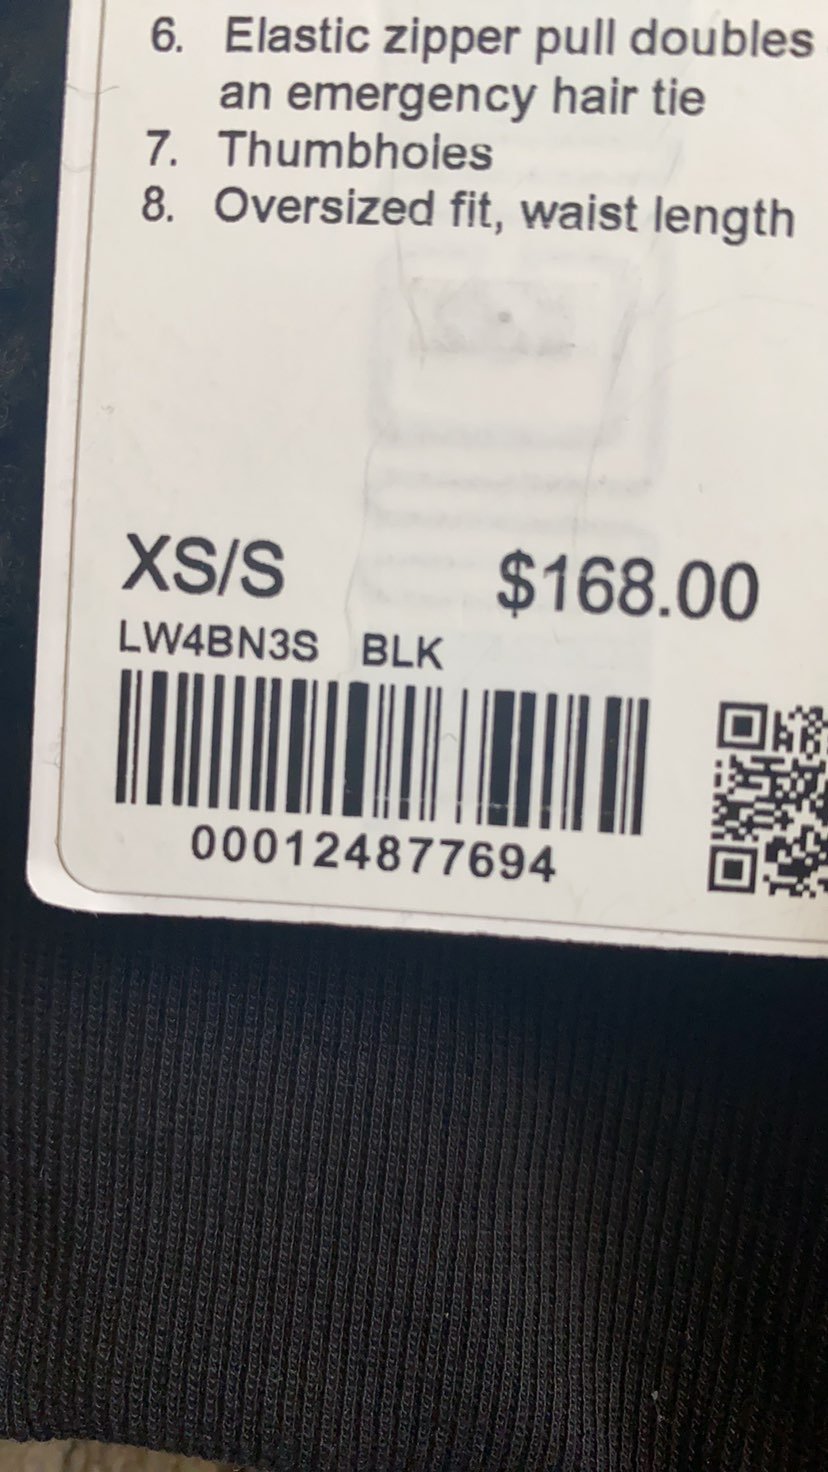 6. Elastic zipper pull doubles
an emergency hair tie
7. Thumbholes
8. Oversized fit, waist length
XS/S $168.00
LW4BN3S BLK
000124877694